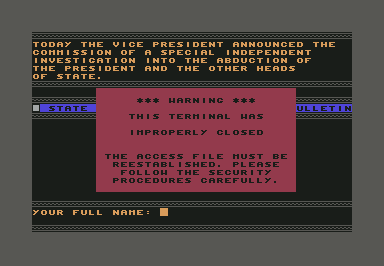 TODAY THE VICE PRESIDENT ANNOUNCED THE
COMMISSION OF A SPECIAL INDEPENDENT
INVESTIGATION INTO THE ABDUCTION OF
THE PRESIDENT AND THE OTHER HEADS
OF STATE.
STATE ULLETIN
*** WARNING ***
THIS TERMINAL WAS
IMPROPERLY CLOSED
THE ACCESS FILE MUST BE
REESTABLISHED. PLEASE
FOLLOW THE SECURITY
PROCEDURES CAREFULLY.
YOUR FULL NAME: